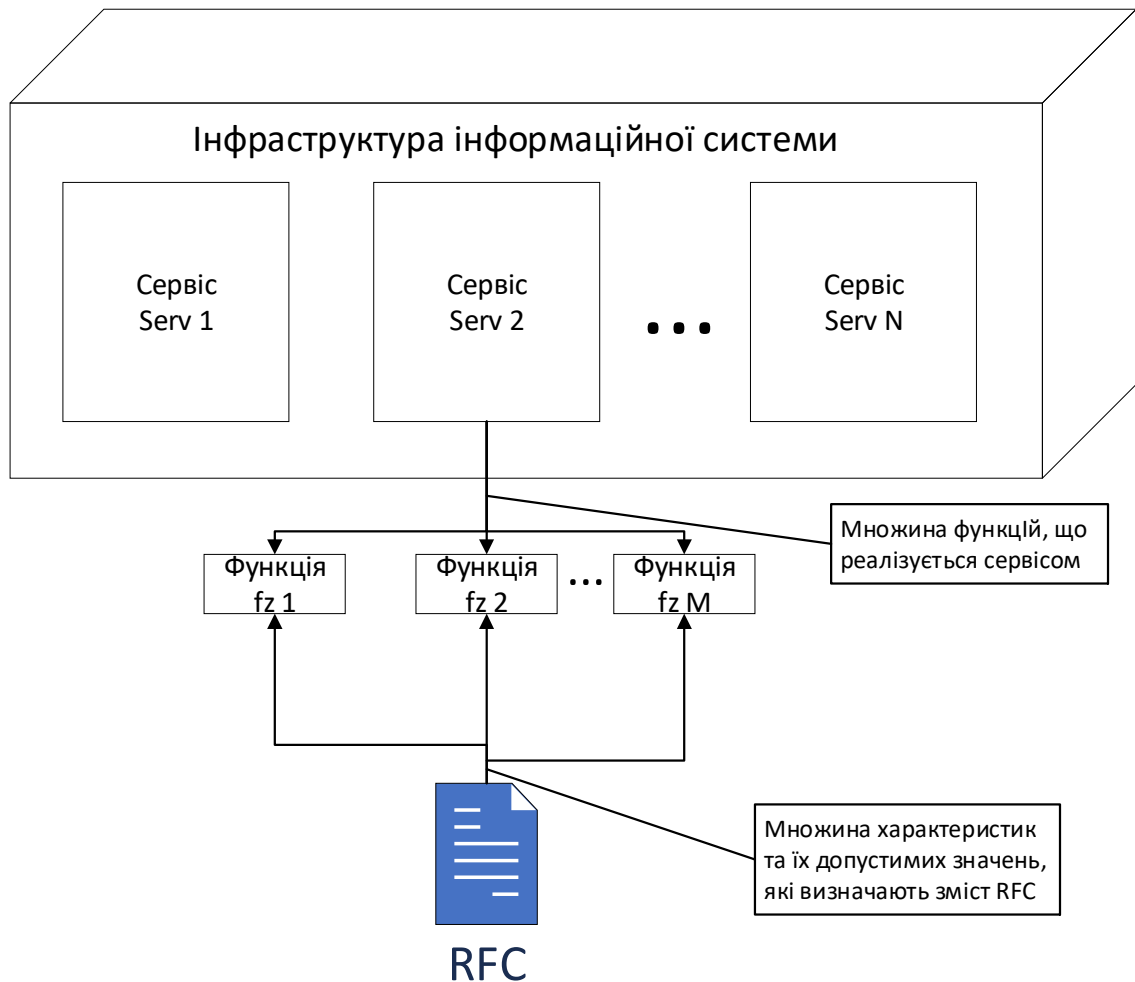 Інфраструктура інформаційної системи
Сервіс
Serv 1
Сервіс
Serv 2
...
Сервіс
Serv N
Множина функцІй, що
реалізується сервісом
Функція
fz 1
Функція
fz 2
...
Функція
fz M
Множина характеристик
та їх допустимих значень,
які визначають зміст RFC
RFC